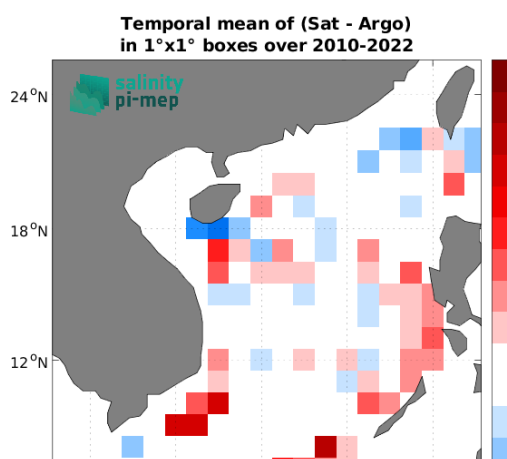 Temporal mean of (Sat - Argo)
in 1°x1° boxes over 2010-2022
salinity
pi-mep
24°N
18°N
12°N